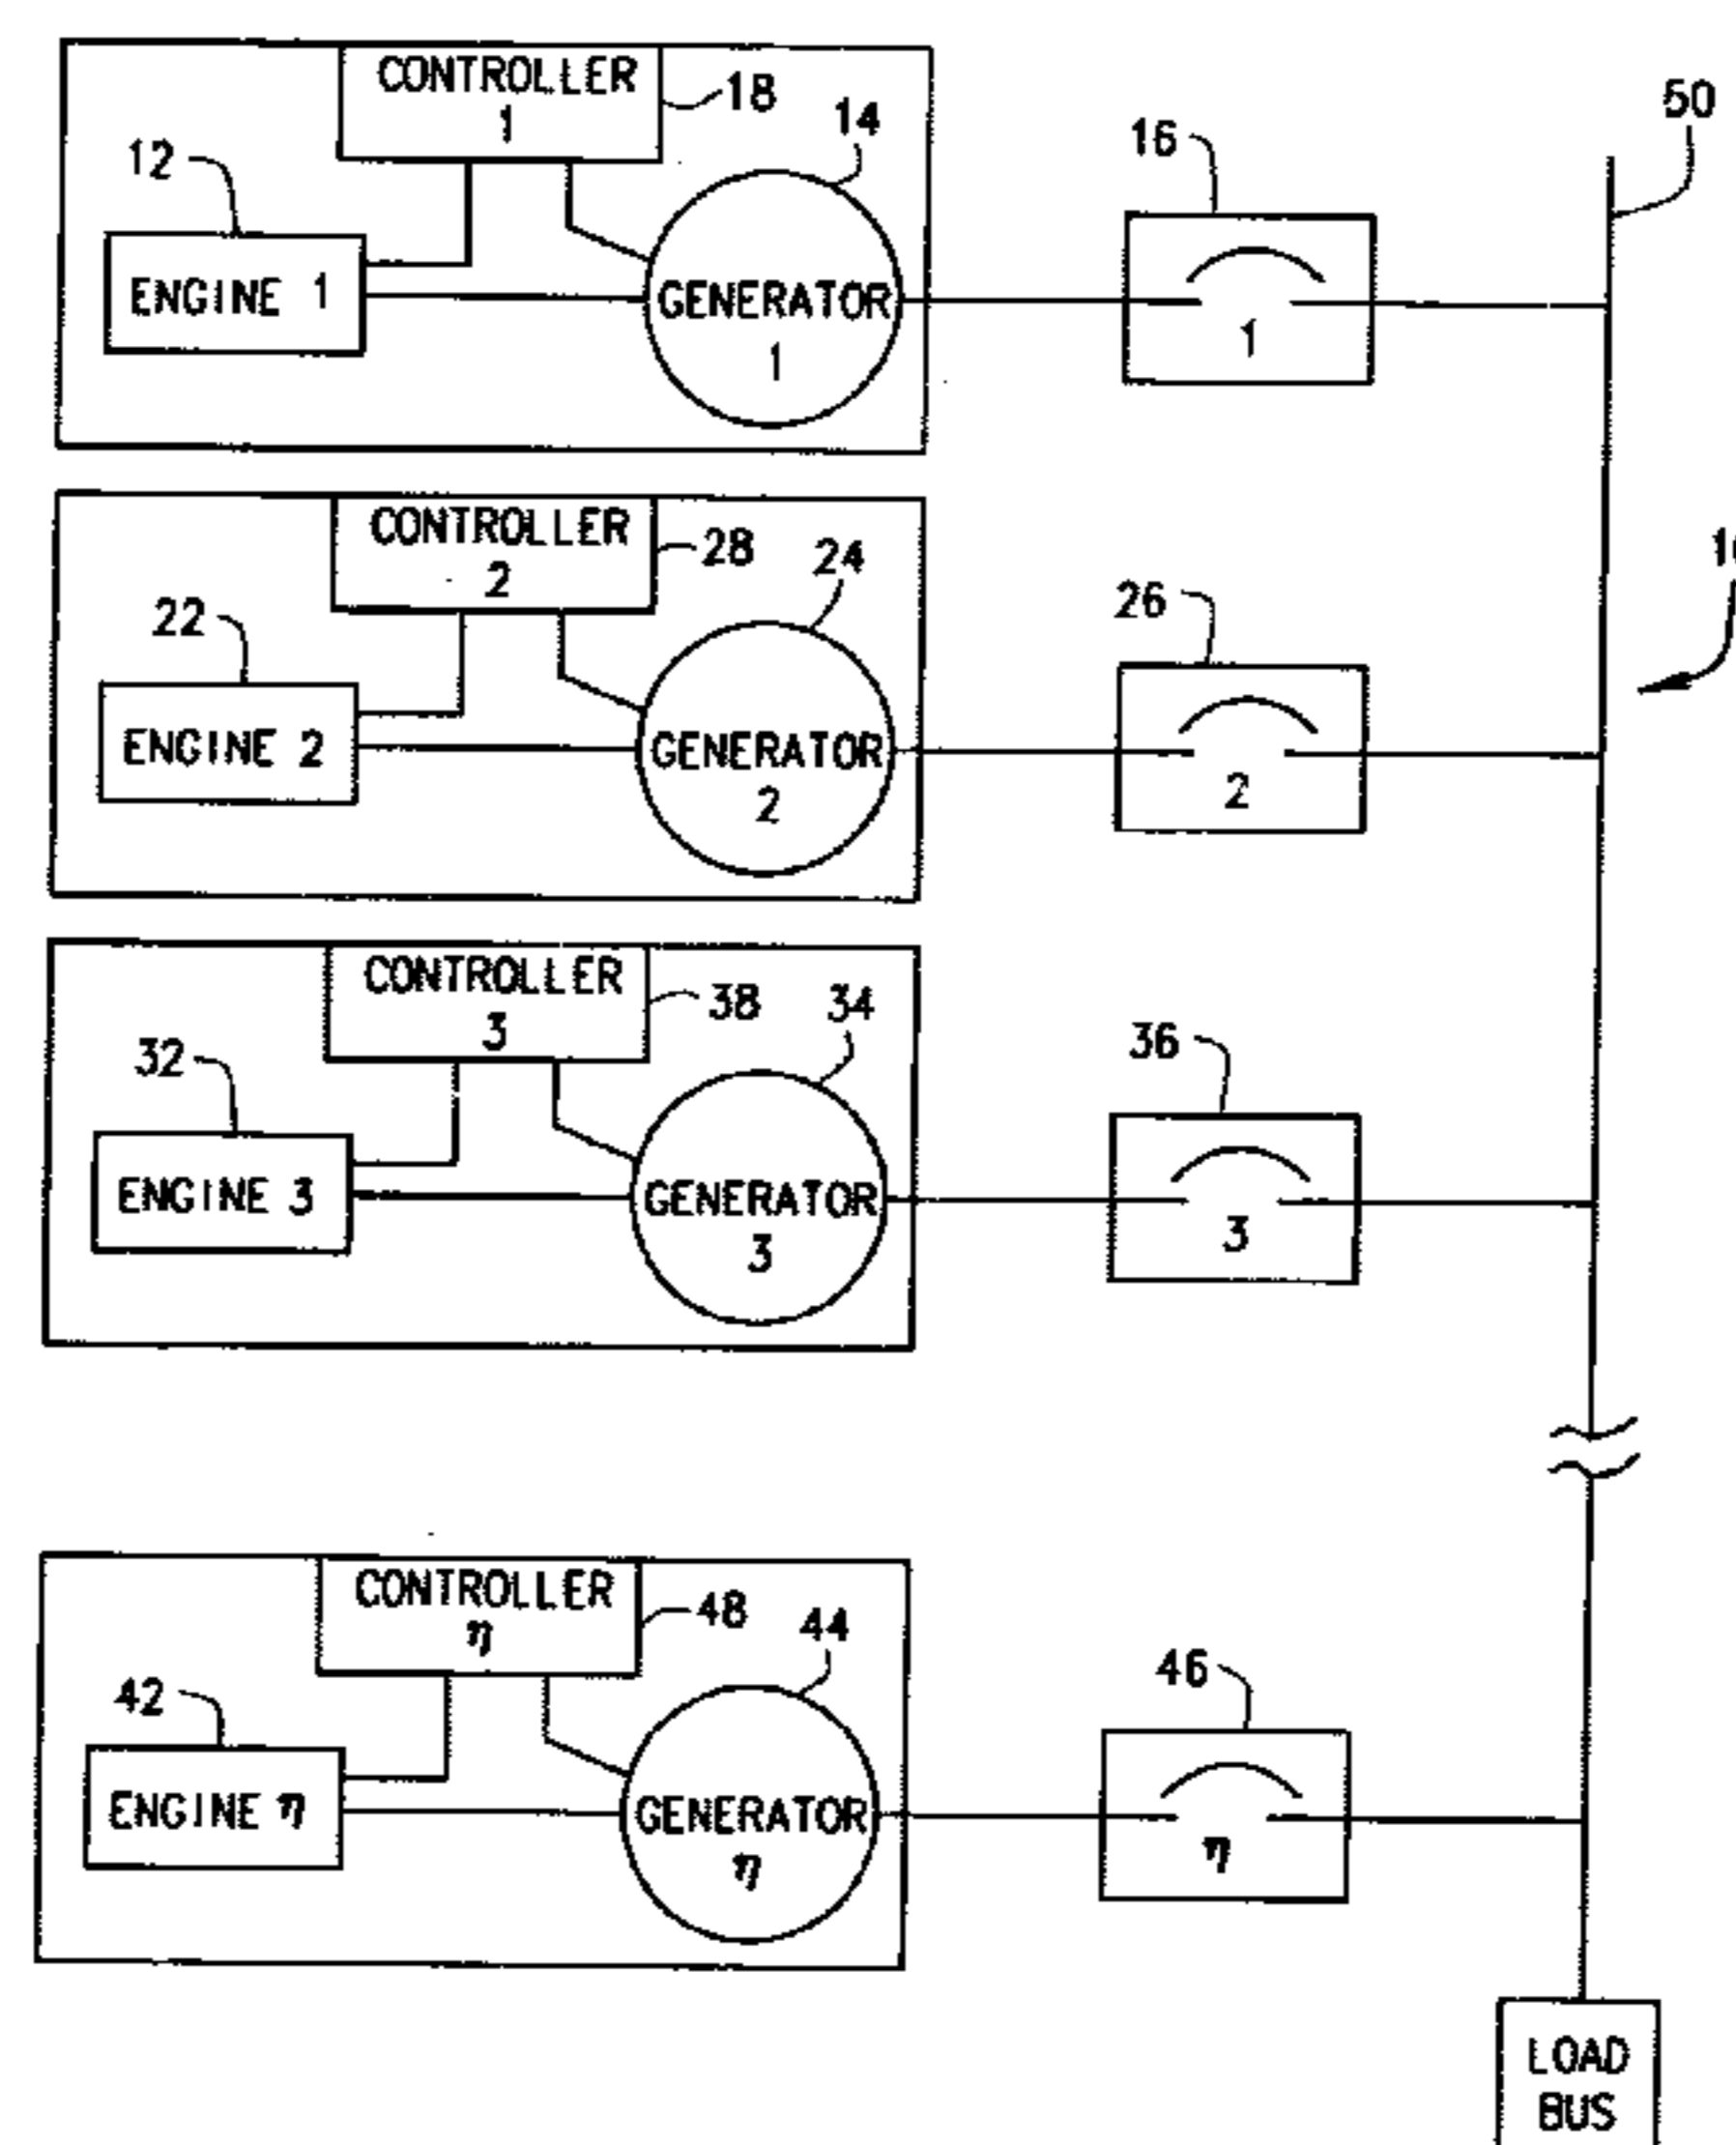 CONTROLLER
1
18
14
12
16
50
ENGINE 1
GENERATOR
1
1
CONTROLLER
2
28
24
22
26
ENGINE 2
GENERATOR
2
2
CONTROLLER
3
38
34
32
36
ENGINE 3
GENERATOR
3
3
CONTROLLER
η
48
44
42
46
ENGINE η
GENERATOR
η
η
LOAD
BUS